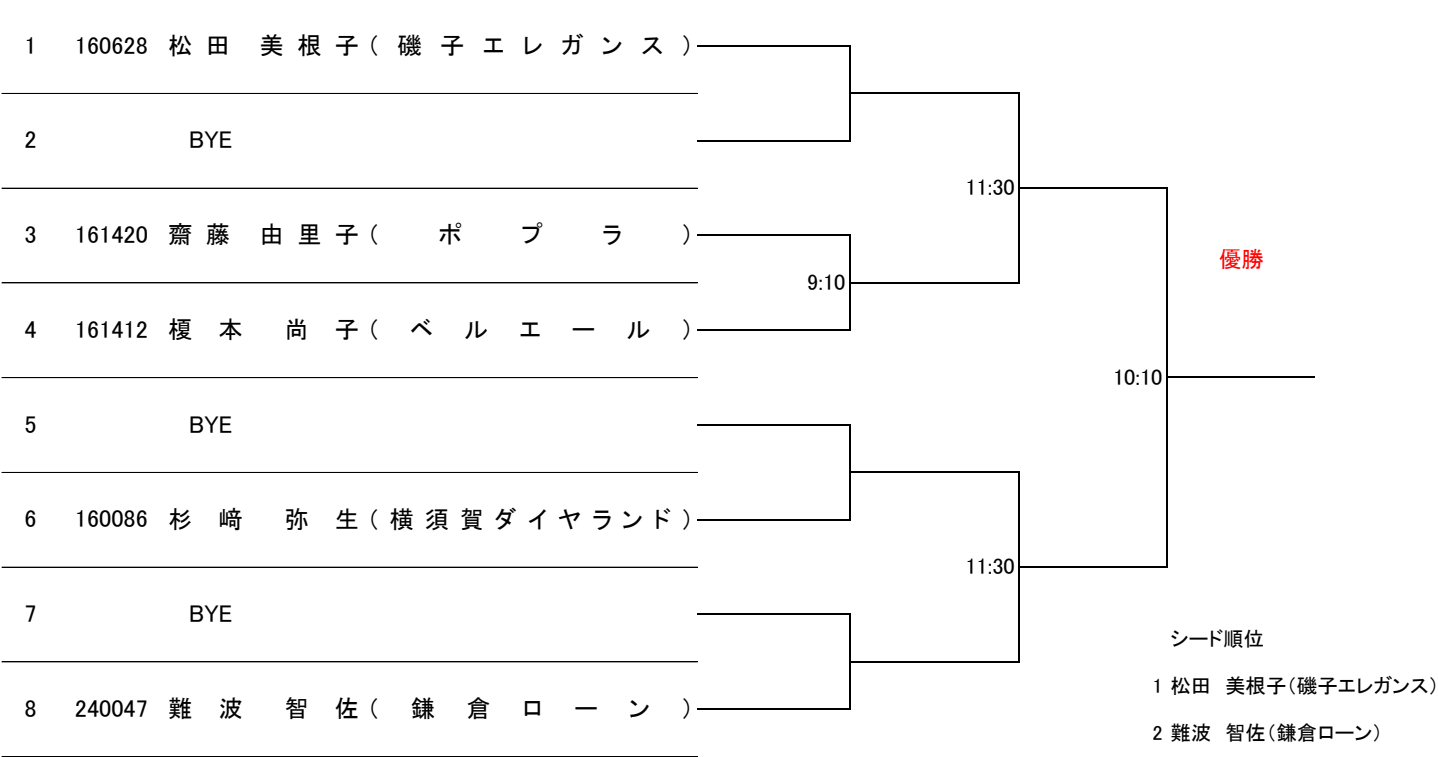 1 160628 松田 美根子(磯子エレガンス)
2 BYE
11:30
3 161420 齋藤 由里子(ポプラ)
優勝
9:10
4 161412 榎本 尚子(ベルエール)
10:10
5 BYE
6 160086 杉﨑 弥生(横須賀ダイヤランド)
11:30
7 BYE
シード順位
1 松田 美根子(磯子エレガンス)
8 240047 難波 智佐(鎌倉ローン)
2 難波 智佐(鎌倉ローン)